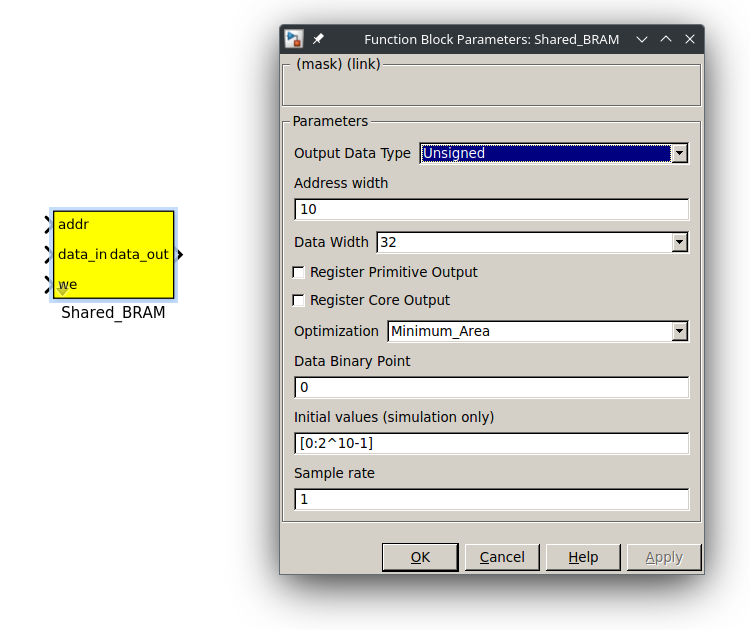 Function Block Parameters: Shared_BRAM
(mask) (link)
Parameters
Output Data Type Unsigned
Address width
10
Data Width 32
Register Primitive Output
Register Core Output
Optimization Minimum_Area
Data Binary Point
0
Initial values (simulation only)
[0:2^10-1]
Sample rate
1
OK Cancel Help Apply
addr
data_in data_out
we
Shared_BRAM